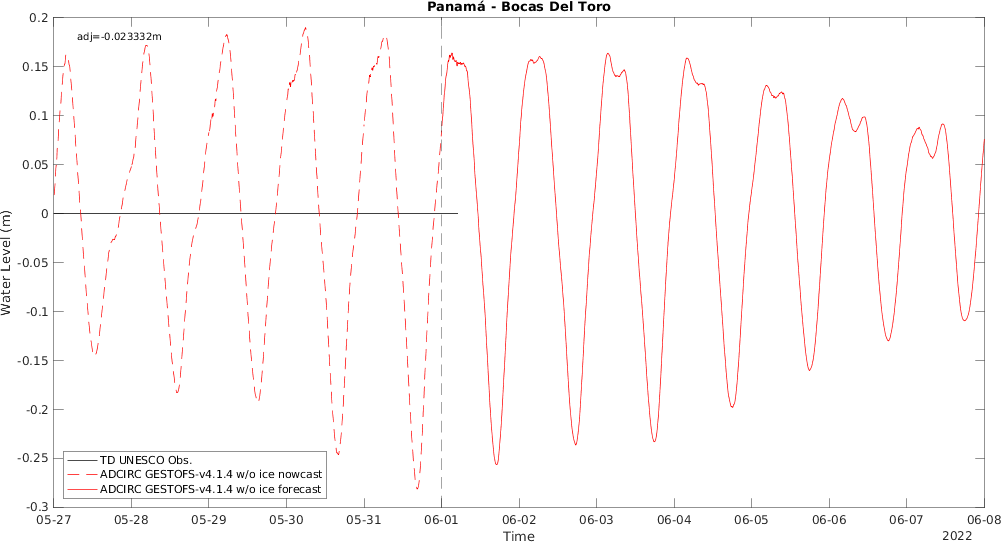 Panamá - Bocas Del Toro
adj=-0.023332m
0.2
0.15
0.1
0.05
0
-0.05
-0.1
-0.15
-0.2
-0.25
-0.3
Water Level (m)
TD UNESCO Obs.
ADCIRC GESTOFS-v4.1.4 w/o ice nowcast
ADCIRC GESTOFS-v4.1.4 w/o ice forecast
05-27 05-28 05-29 05-30 05-31 06-01 06-02 06-03 06-04 06-05 06-06 06-07 06-08
Time
2022